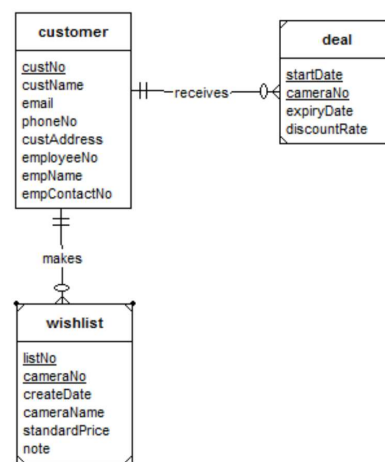 customer
custNo
custName
email
phoneNo
custAddress
employeeNo
empName
empContactNo
receives
deal
startDate
cameraNo
expiryDate
discountRate
makes
wishlist
listNo
cameraNo
createDate
cameraName
standardPrice
note